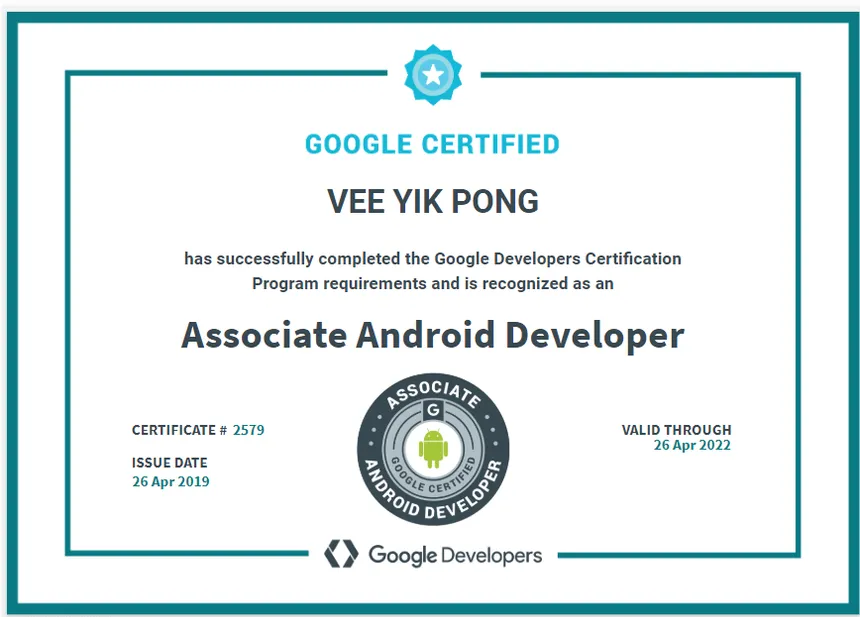 GOOGLE CERTIFIED
VEE YIK PONG
has successfully completed the Google Developers Certification
Program requirements and is recognized as an
Associate Android Developer
CERTIFICATE # 2579
ISSUE DATE
26 Apr 2019
ASSOCIATE
G
GOOGLE CERTIFIED
ANDROID DEVELOPER
VALID THROUGH
26 Apr 2022
Google Developers